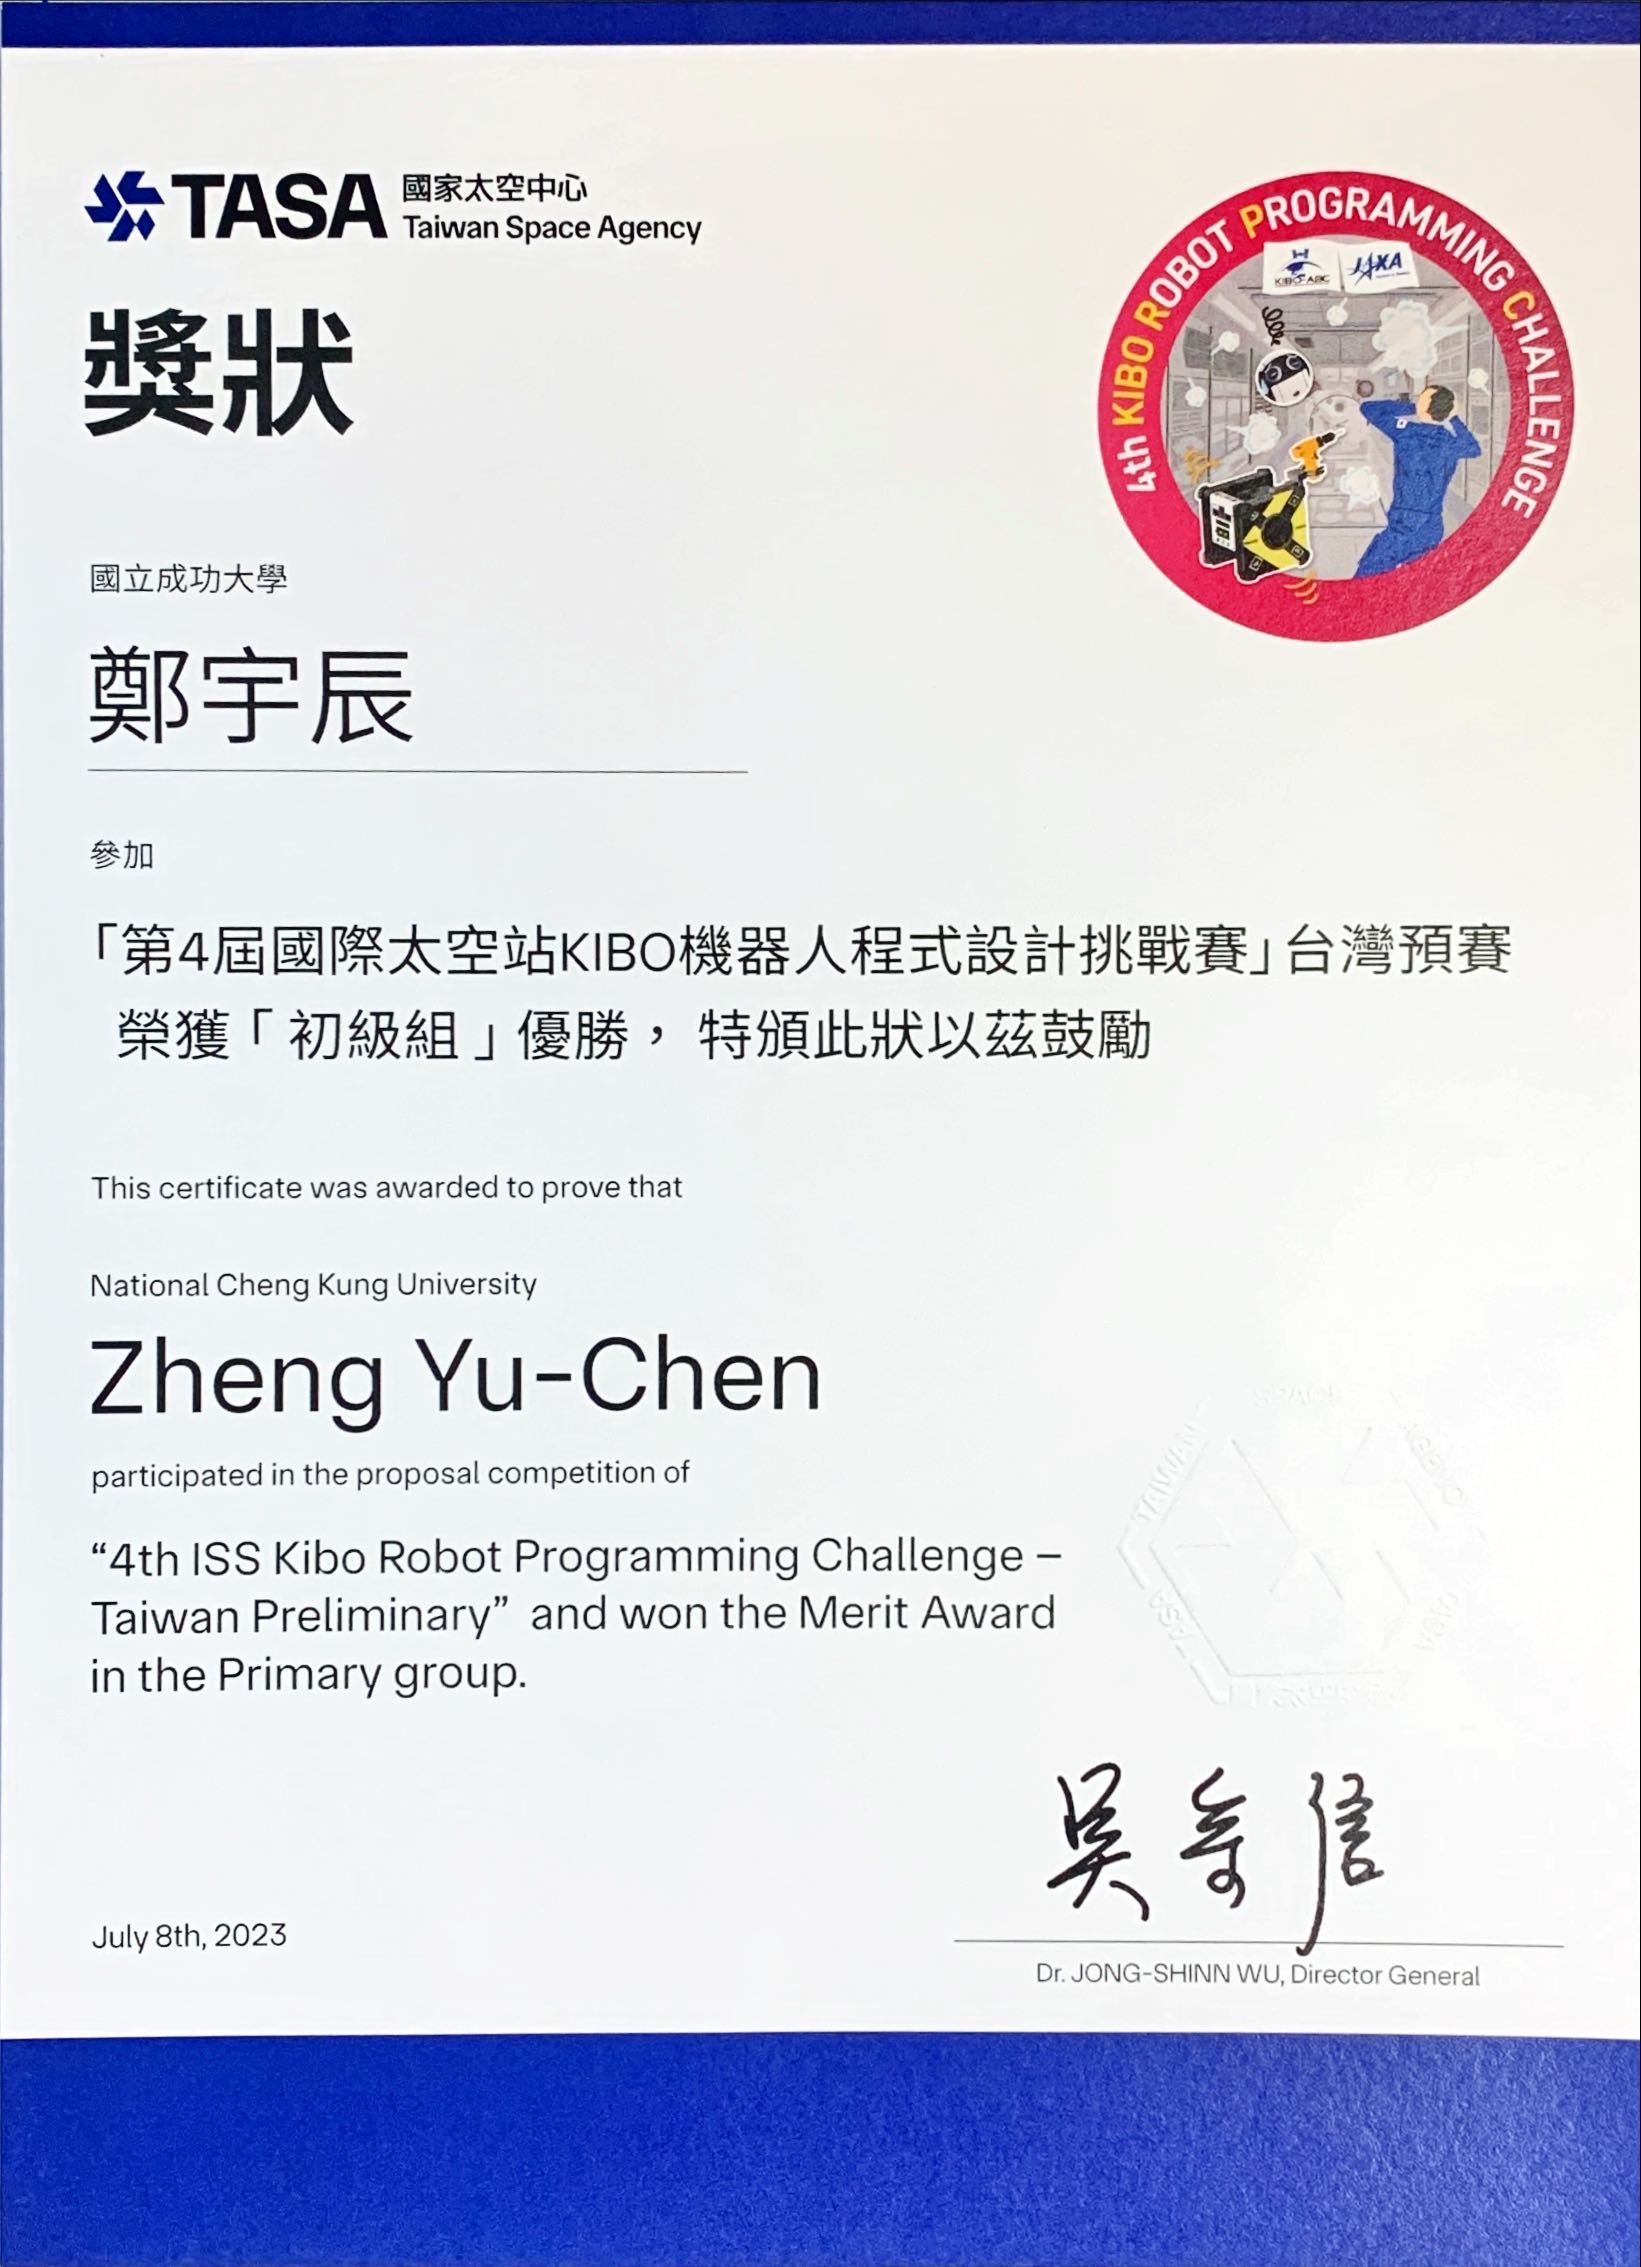 TASA 國家太空中心
Taiwan Space Agency
4th KIBO ROBOT PROGRAMMING CHALLENGE
KIBO-ABC JAXA
獎狀
國立成功大學
鄭宇辰
參加
「第4屆國際太空站KIBO機器人程式設計挑戰賽」台灣預賽
榮獲「初級組」優勝，特頒此狀以茲鼓勵
This certificate was awarded to prove that
National Cheng Kung University
Zheng Yu-Chen
participated in the proposal competition of
“4th ISS Kibo Robot Programming Challenge –
Taiwan Preliminary” and won the Merit Award
in the Primary group.
TAIWAN SPACE AGENCY
TASA
吳宗信
July 8th, 2023
Dr. JONG-SHINN WU, Director General